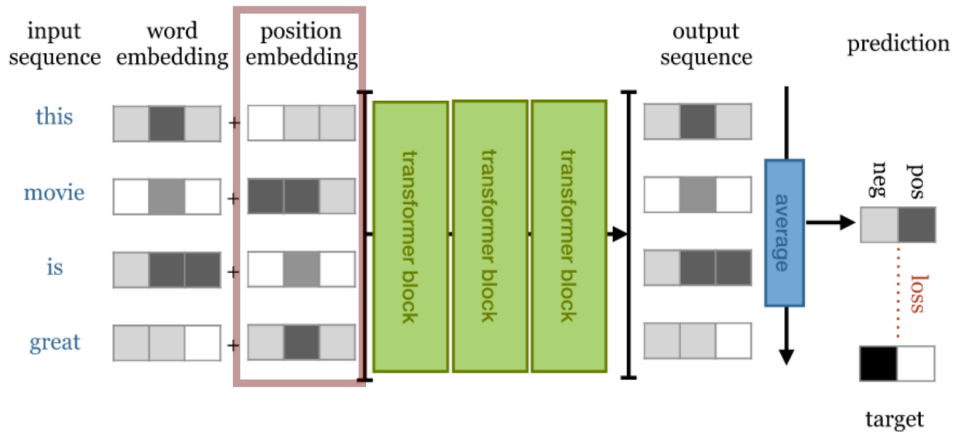 input
sequence
word
embedding
position
embedding
output
sequence
prediction
this
+
movie
+
is
+
great
+
transformer block
transformer block
transformer block
average
neg
pos
loss
target